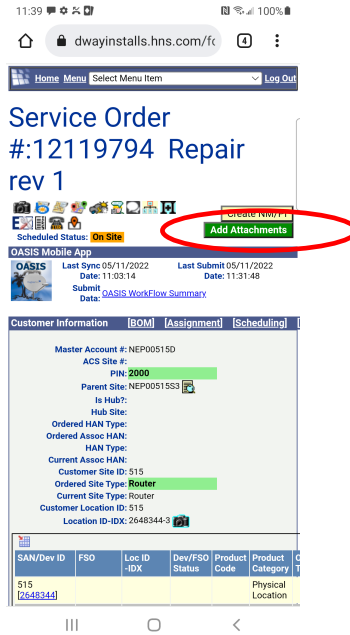 11:39 100%
dwayinstalls.hns.com/fc 4
Home Menu Select Menu Item Log Out
Service Order
#:12119794 Repair
rev 1
Create NM/FT
Add Attachments
Scheduled Status: On Site
OASIS Mobile App
OASIS
Last Sync Date: 05/11/2022 11:03:14
Last Submit Date: 05/11/2022 11:31:48
Submit Data: OASIS WorkFlow Summary
Customer Information [BOM] [Assignment] [Scheduling] [
Master Account #: NEP00515D
ACS Site #:
PIN: 2000
Parent Site: NEP00515S3
Is Hub?:
Hub Site:
Ordered HAN Type:
Ordered Assoc HAN:
HAN Type:
Current Assoc HAN:
Customer Site ID: 515
Ordered Site Type: Router
Current Site Type: Router
Customer Location ID: 515
Location ID-IDX: 2648344-3
SAN/Dev ID FSO Loc ID -IDX Dev/FSO Status Product Code Product Category
515 Physical
[2648344] Location